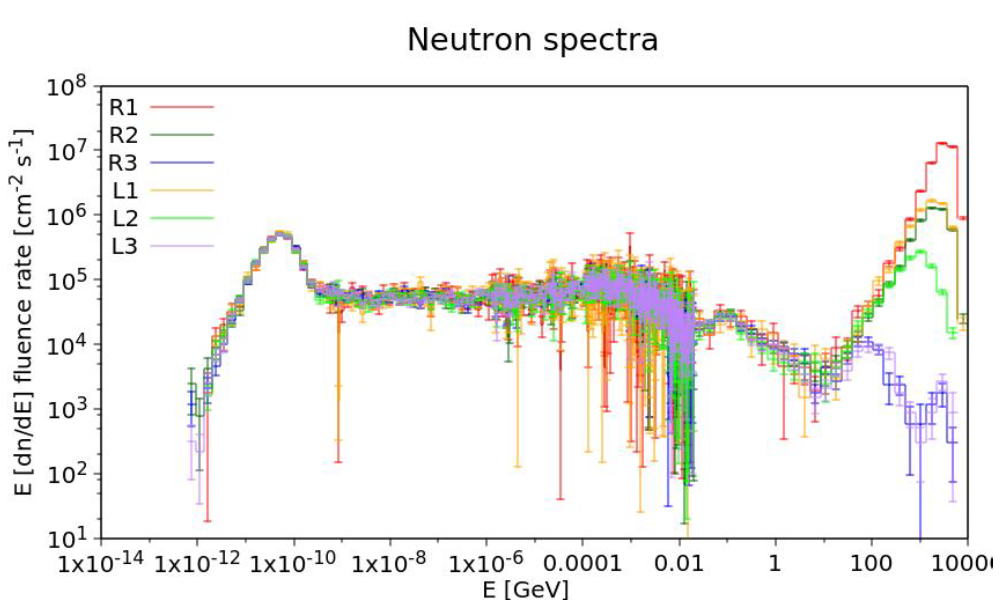 Neutron spectra
E [dn/dE] fluence rate [cm-2 s-1]
10^8
10^7
10^6
10^5
10^4
10^3
10^2
10^1
R1
R2
R3
L1
L2
L3
1x10^-14 1x10^-12 1x10^-10 1x10^-8 1x10^-6 0.0001 0.01 1 100 10000
E [GeV]